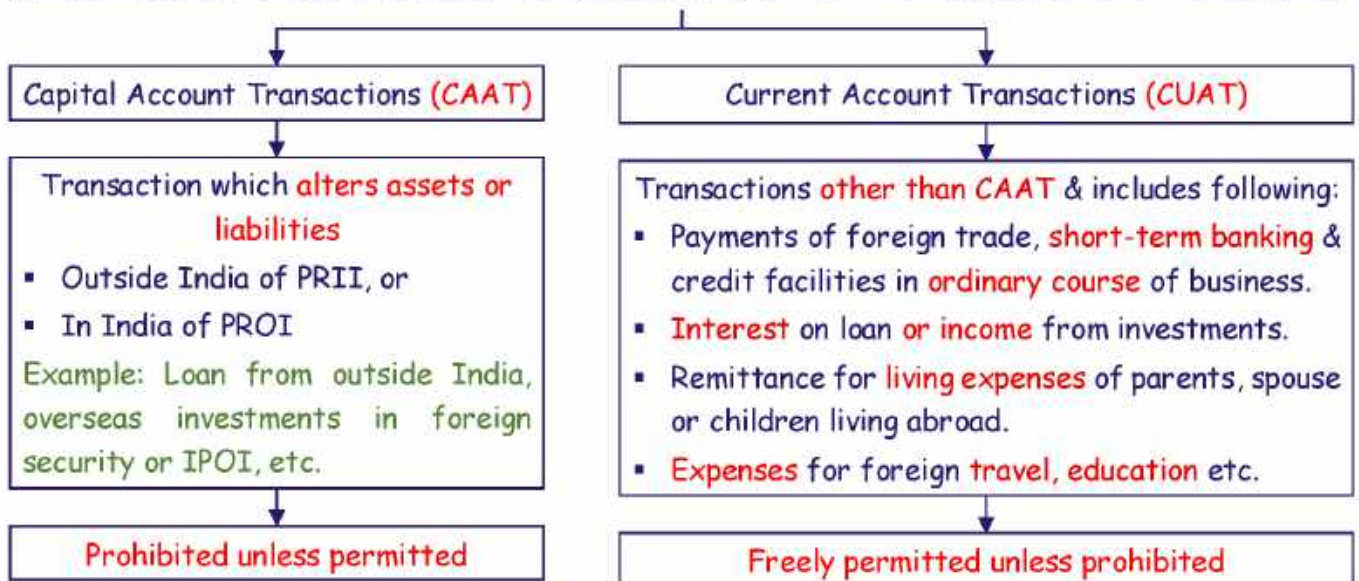 Capital Account Transactions (CAAT)
Transaction which alters assets or
liabilities
▪ Outside India of PRII, or
▪ In India of PROI
Example: Loan from outside India,
overseas investments in foreign
security or IPOI, etc.
Prohibited unless permitted
Current Account Transactions (CUAT)
Transactions other than CAAT & includes following:
▪ Payments of foreign trade, short-term banking &
credit facilities in ordinary course of business.
▪ Interest on loan or income from investments.
▪ Remittance for living expenses of parents, spouse
or children living abroad.
▪ Expenses for foreign travel, education etc.
Freely permitted unless prohibited